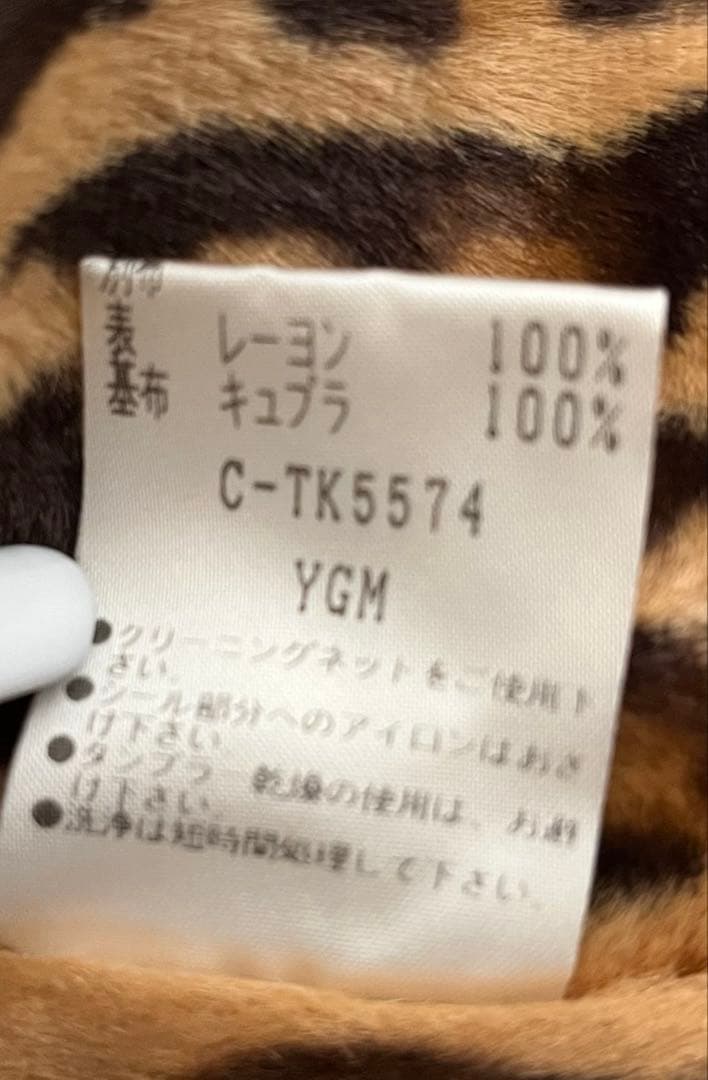 別布
表 レーヨン 100%
基布 キュプラ 100%
C-TK5574
YGM
●クリーニングネットをご使用下
さい。
●シール部分へのアイロンはおさ
け下さい
●タンブラ 乾燥の使用は、お避
け下さい
●洗浄は短時間処理して下さい。